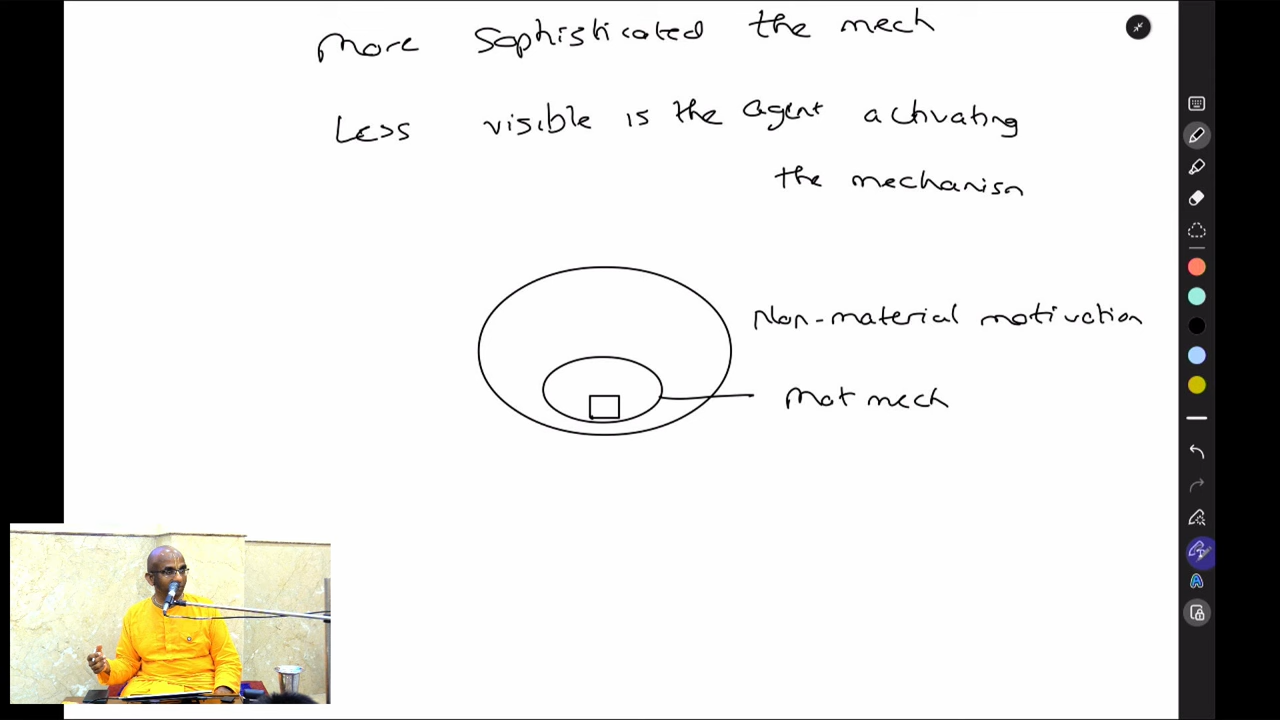 more sophisticated the mech
Less visible is the agent activating
the mechanism
Non-material motivation
mat mech